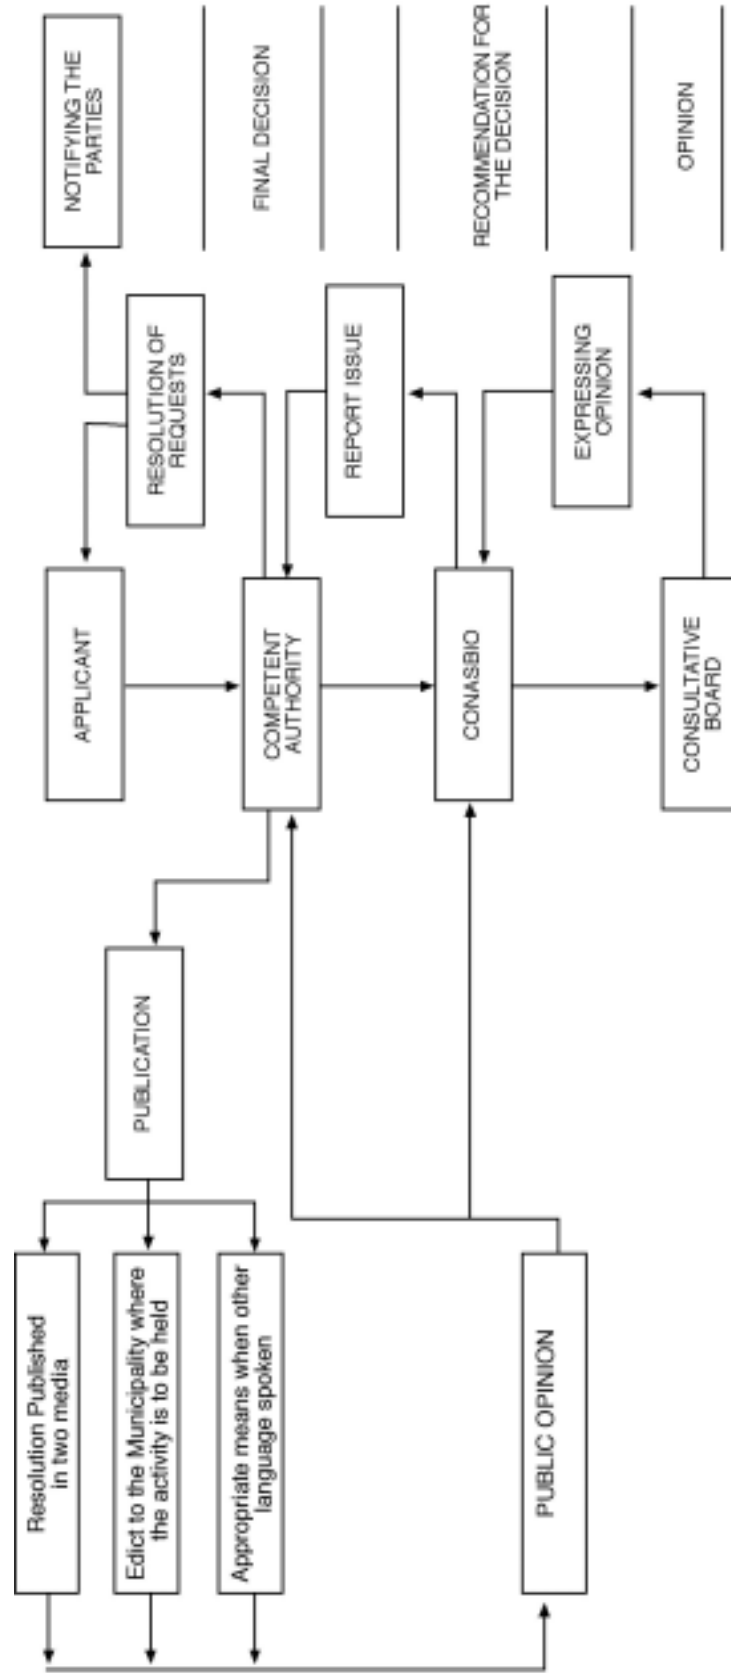 Resolution Published
in two media
Edict to the Municipality where
the activity is to be held
Appropriate means when other
language spoken
PUBLICATION
PUBLIC OPINION
APPLICANT
COMPETENT
AUTHORITY
CONASBIO
CONSULTATIVE
BOARD
RESOLUTION OF
REQUESTS
REPORT ISSUE
EXPRESSING
OPINION
NOTIFYING THE
PARTIES
FINAL DECISION
RECOMMENDATION FOR
THE DECISION
OPINION